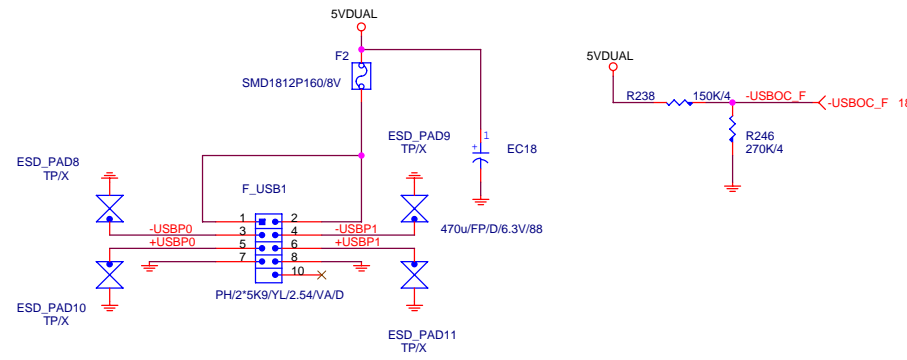 5VDUAL
F2
SMD1812P160/8V
5VDUAL
R238
150K/4
-USBOC_F
-USBOC_F 18
R246
270K/4
ESD_PAD8
TP/X
ESD_PAD9
TP/X
+
1
EC18
470u/FP/D/6.3V/88
F_USB1
1
2
-USBP0
3
4
-USBP1
+USBP0
5
6
+USBP1
7
8
10
PH/2*5K9/YL/2.54/VA/D
ESD_PAD10
TP/X
ESD_PAD11
TP/X